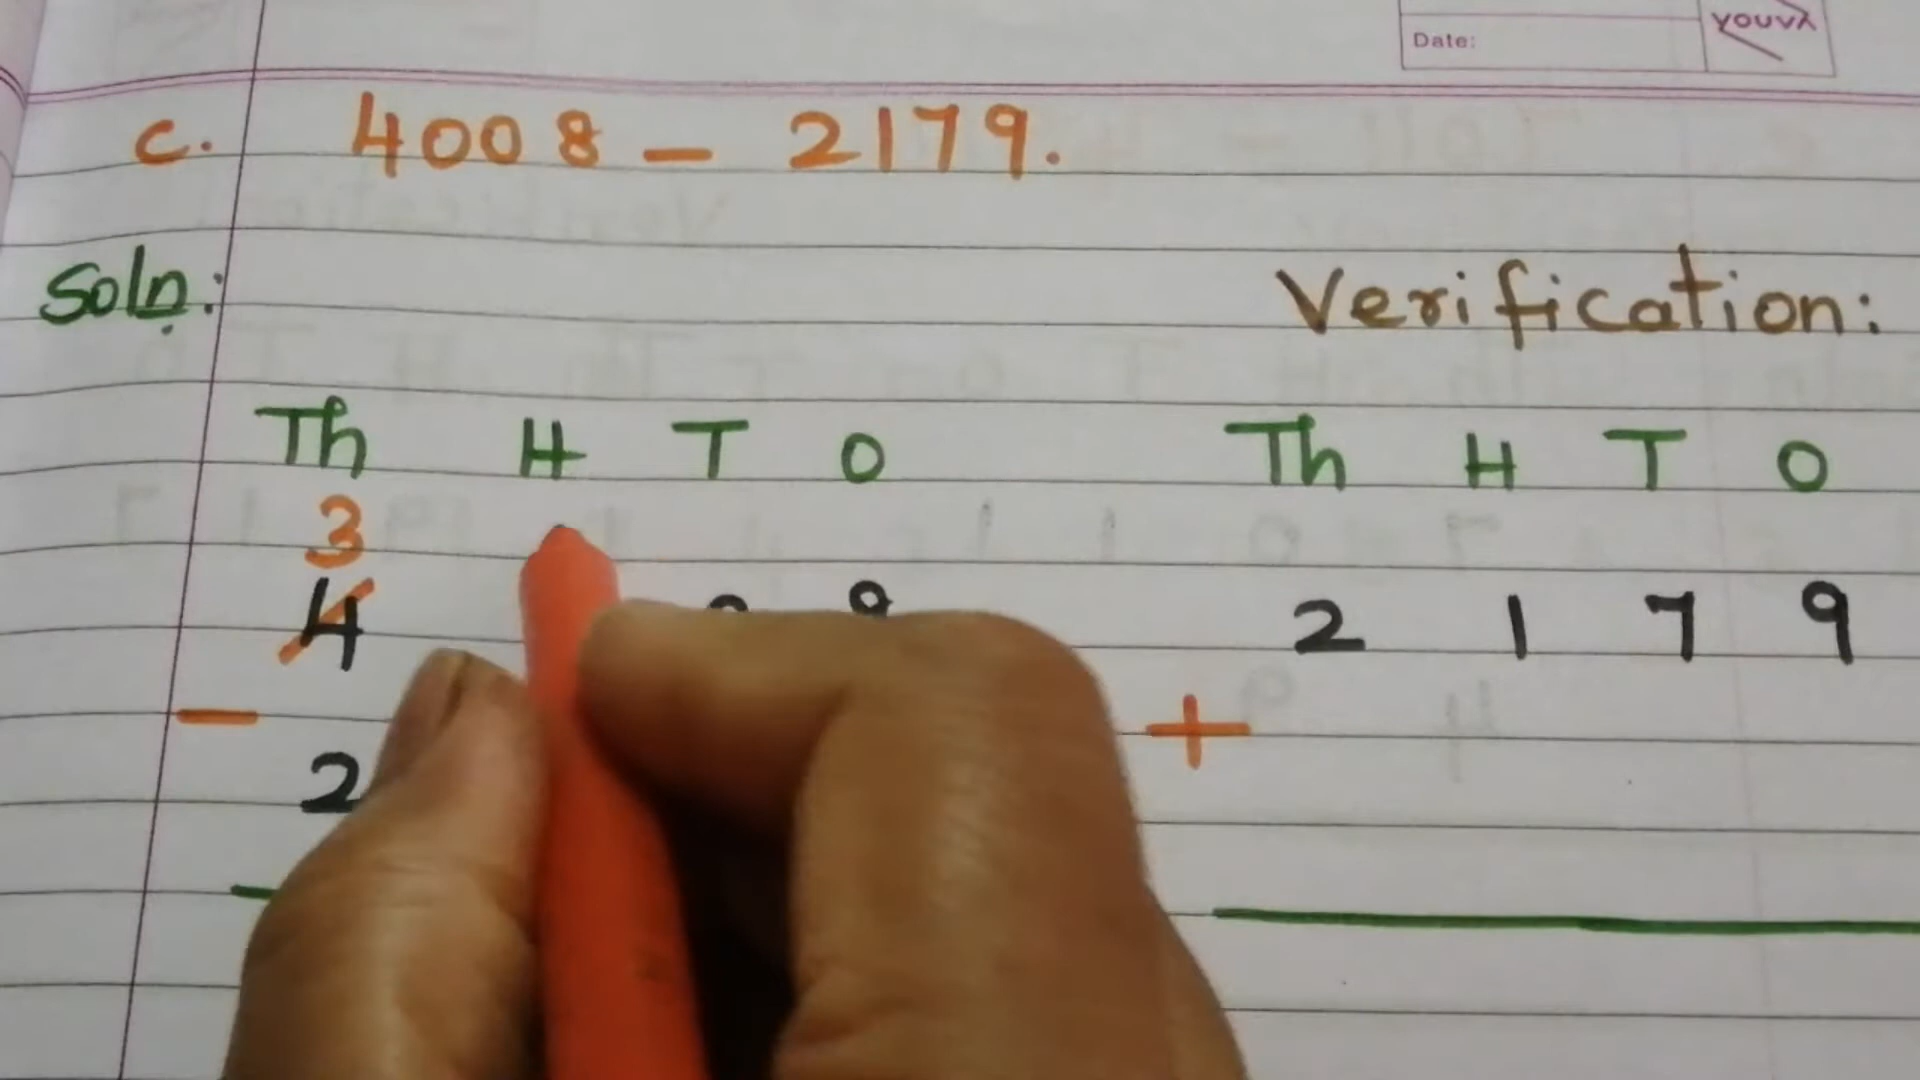 Date:
YOUVA
c. 4008 - 2179.
Soln:
Verification:
Th H T O Th H T O
3
4 2 1 7 9
- +
2